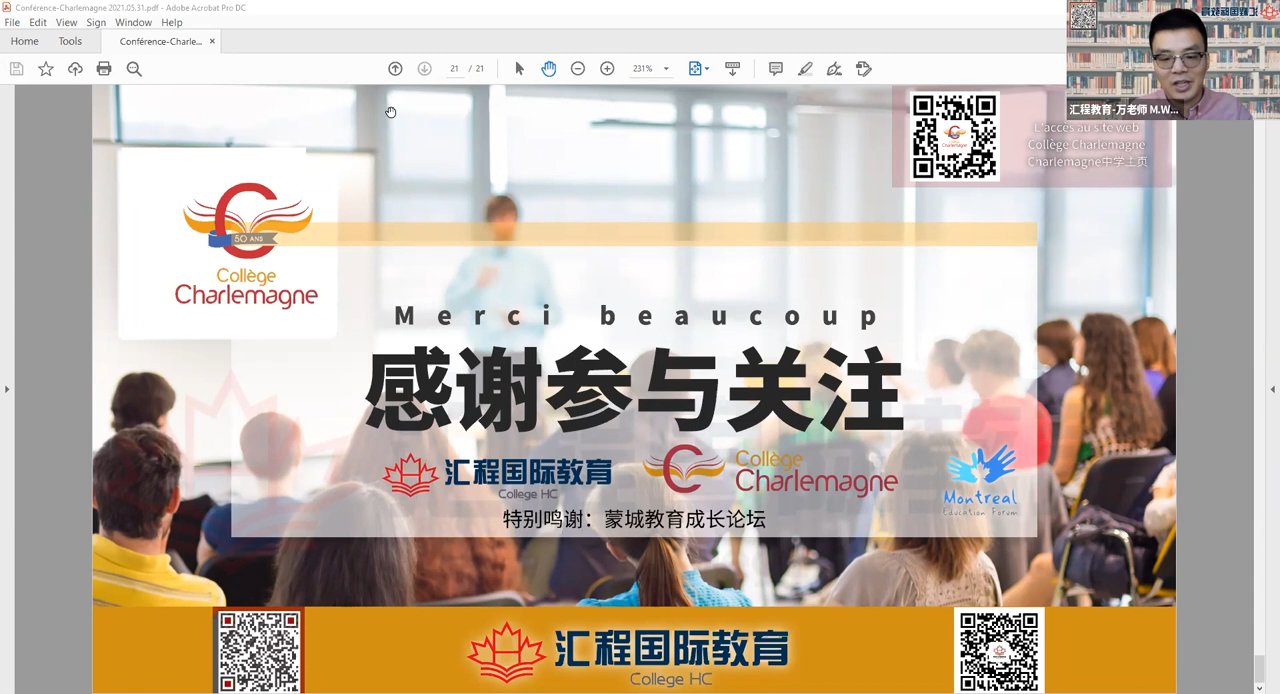 Conférence-Charlemagne 2021.05.31.pdf - Adobe Acrobat Pro DC
File Edit View Sign Window Help
Home Tools Conférence-Charle... ×
21 / 21 231%
汇程教育-万老师 M.W...
L'accès au site web
Collège Charlemagne
Charlemagne中学主页
50 ANS
Collège
Charlemagne
Merci beaucoup
感谢参与关注
汇程国际教育
College HC
Collège
Charlemagne
Montreal
Education Forum
特别鸣谢：蒙城教育成长论坛
汇程国际教育
College HC